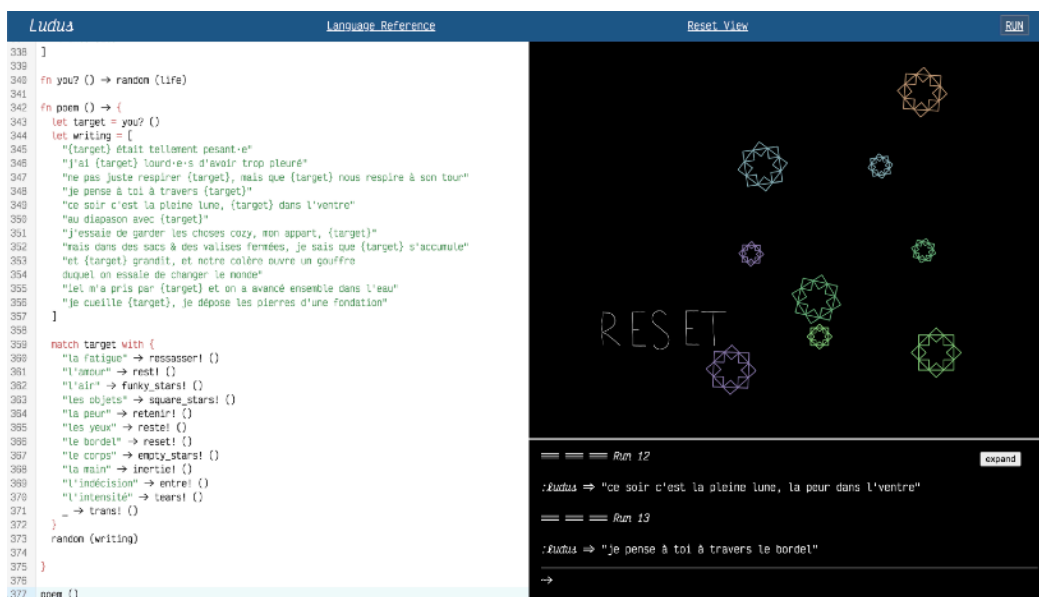 Ludus
Language Reference
Reset View
RUN
338 ]
339
340 fn you? () → random (life)
341
342 fn poem () → {
343 let target = you? ()
344 let writing = [
345 "{target} était tellement pesant·e"
346 "j'ai {target} lourd·e·s d'avoir trop pleuré"
347 "ne pas juste respirer {target}, mais que {target} nous respire à son tour"
348 "je pense à toi à travers {target}"
349 "ce soir c'est la pleine lune, {target} dans l'ventre"
350 "au diapason avec {target}"
351 "j'essaie de garder les choses cozy, mon appart, {target}"
352 "mais dans des sacs & des valises fermées, je sais que {target} s'accumule"
353 "et {target} grandit, et notre colère ouvre un gouffre
354 duquel on essaie de changer le monde"
355 "iel m'a pris par {target} et on a avancé ensemble dans l'eau"
356 "je cueille {target}, je dépose les pierres d'une fondation"
357 ]
358
359 match target with {
360 "la fatigue" → ressasser! ()
361 "l'amour" → rest! ()
362 "l'air" → funky_stars! ()
363 "les objets" → square_stars! ()
364 "la peur" → retenir! ()
365 "les yeux" → reste! ()
366 "le bordel" → reset! ()
367 "le corps" → empty_stars! ()
368 "la main" → inertie! ()
369 "l'indécision" → entre! ()
370 "l'intensité" → tears! ()
371 _ → trans! ()
372 }
373 random (writing)
374
375 }
376
377 poem ()
RESET
=== Run 12
expand
:Ludus ⇒ "ce soir c'est la pleine lune, la peur dans l'ventre"
=== Run 13
:Ludus ⇒ "je pense à toi à travers le bordel"
⤳